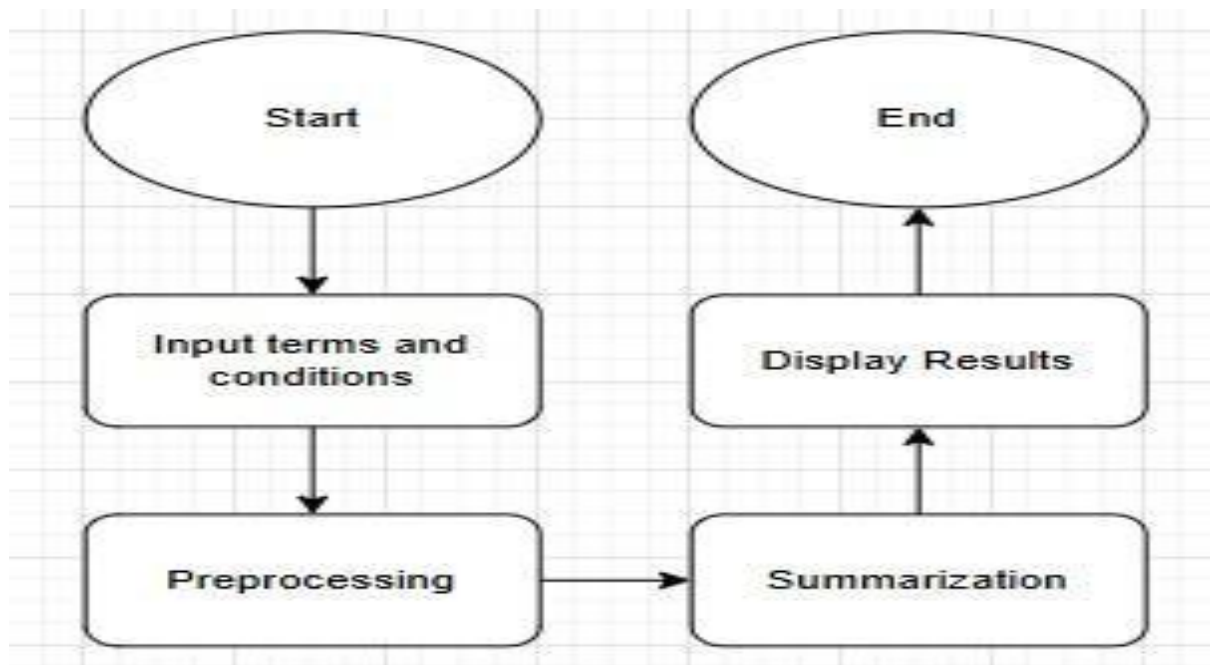 Start
Input terms and
conditions
Preprocessing
Summarization
Display Results
End